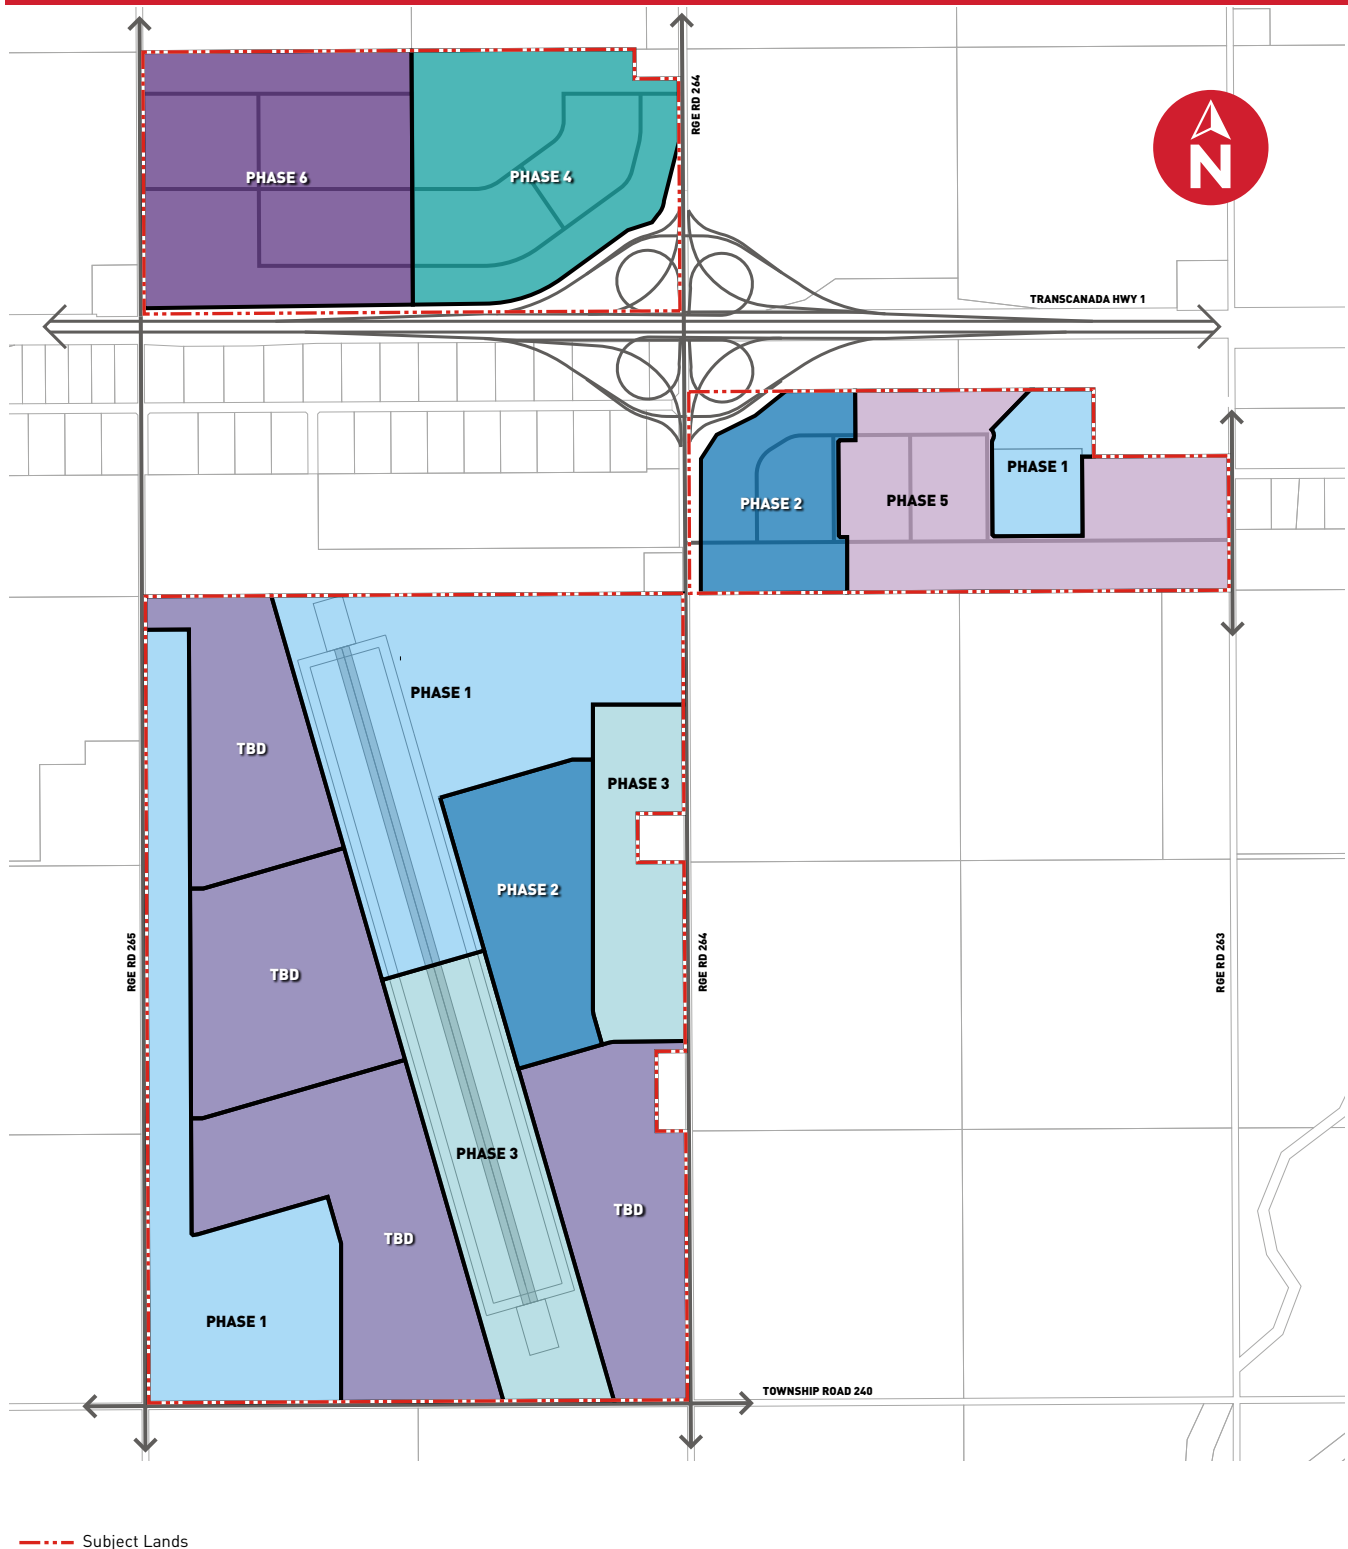 RGE RD 264
N
PHASE 6
PHASE 4
TRANSCANADA HWY 1
PHASE 1
PHASE 2
PHASE 5
PHASE 1
TBD
PHASE 3
PHASE 2
RGE RD 265
RGE RD 264
RGE RD 263
TBD
PHASE 3
TBD
TBD
PHASE 1
TOWNSHIP ROAD 240
Subject Lands